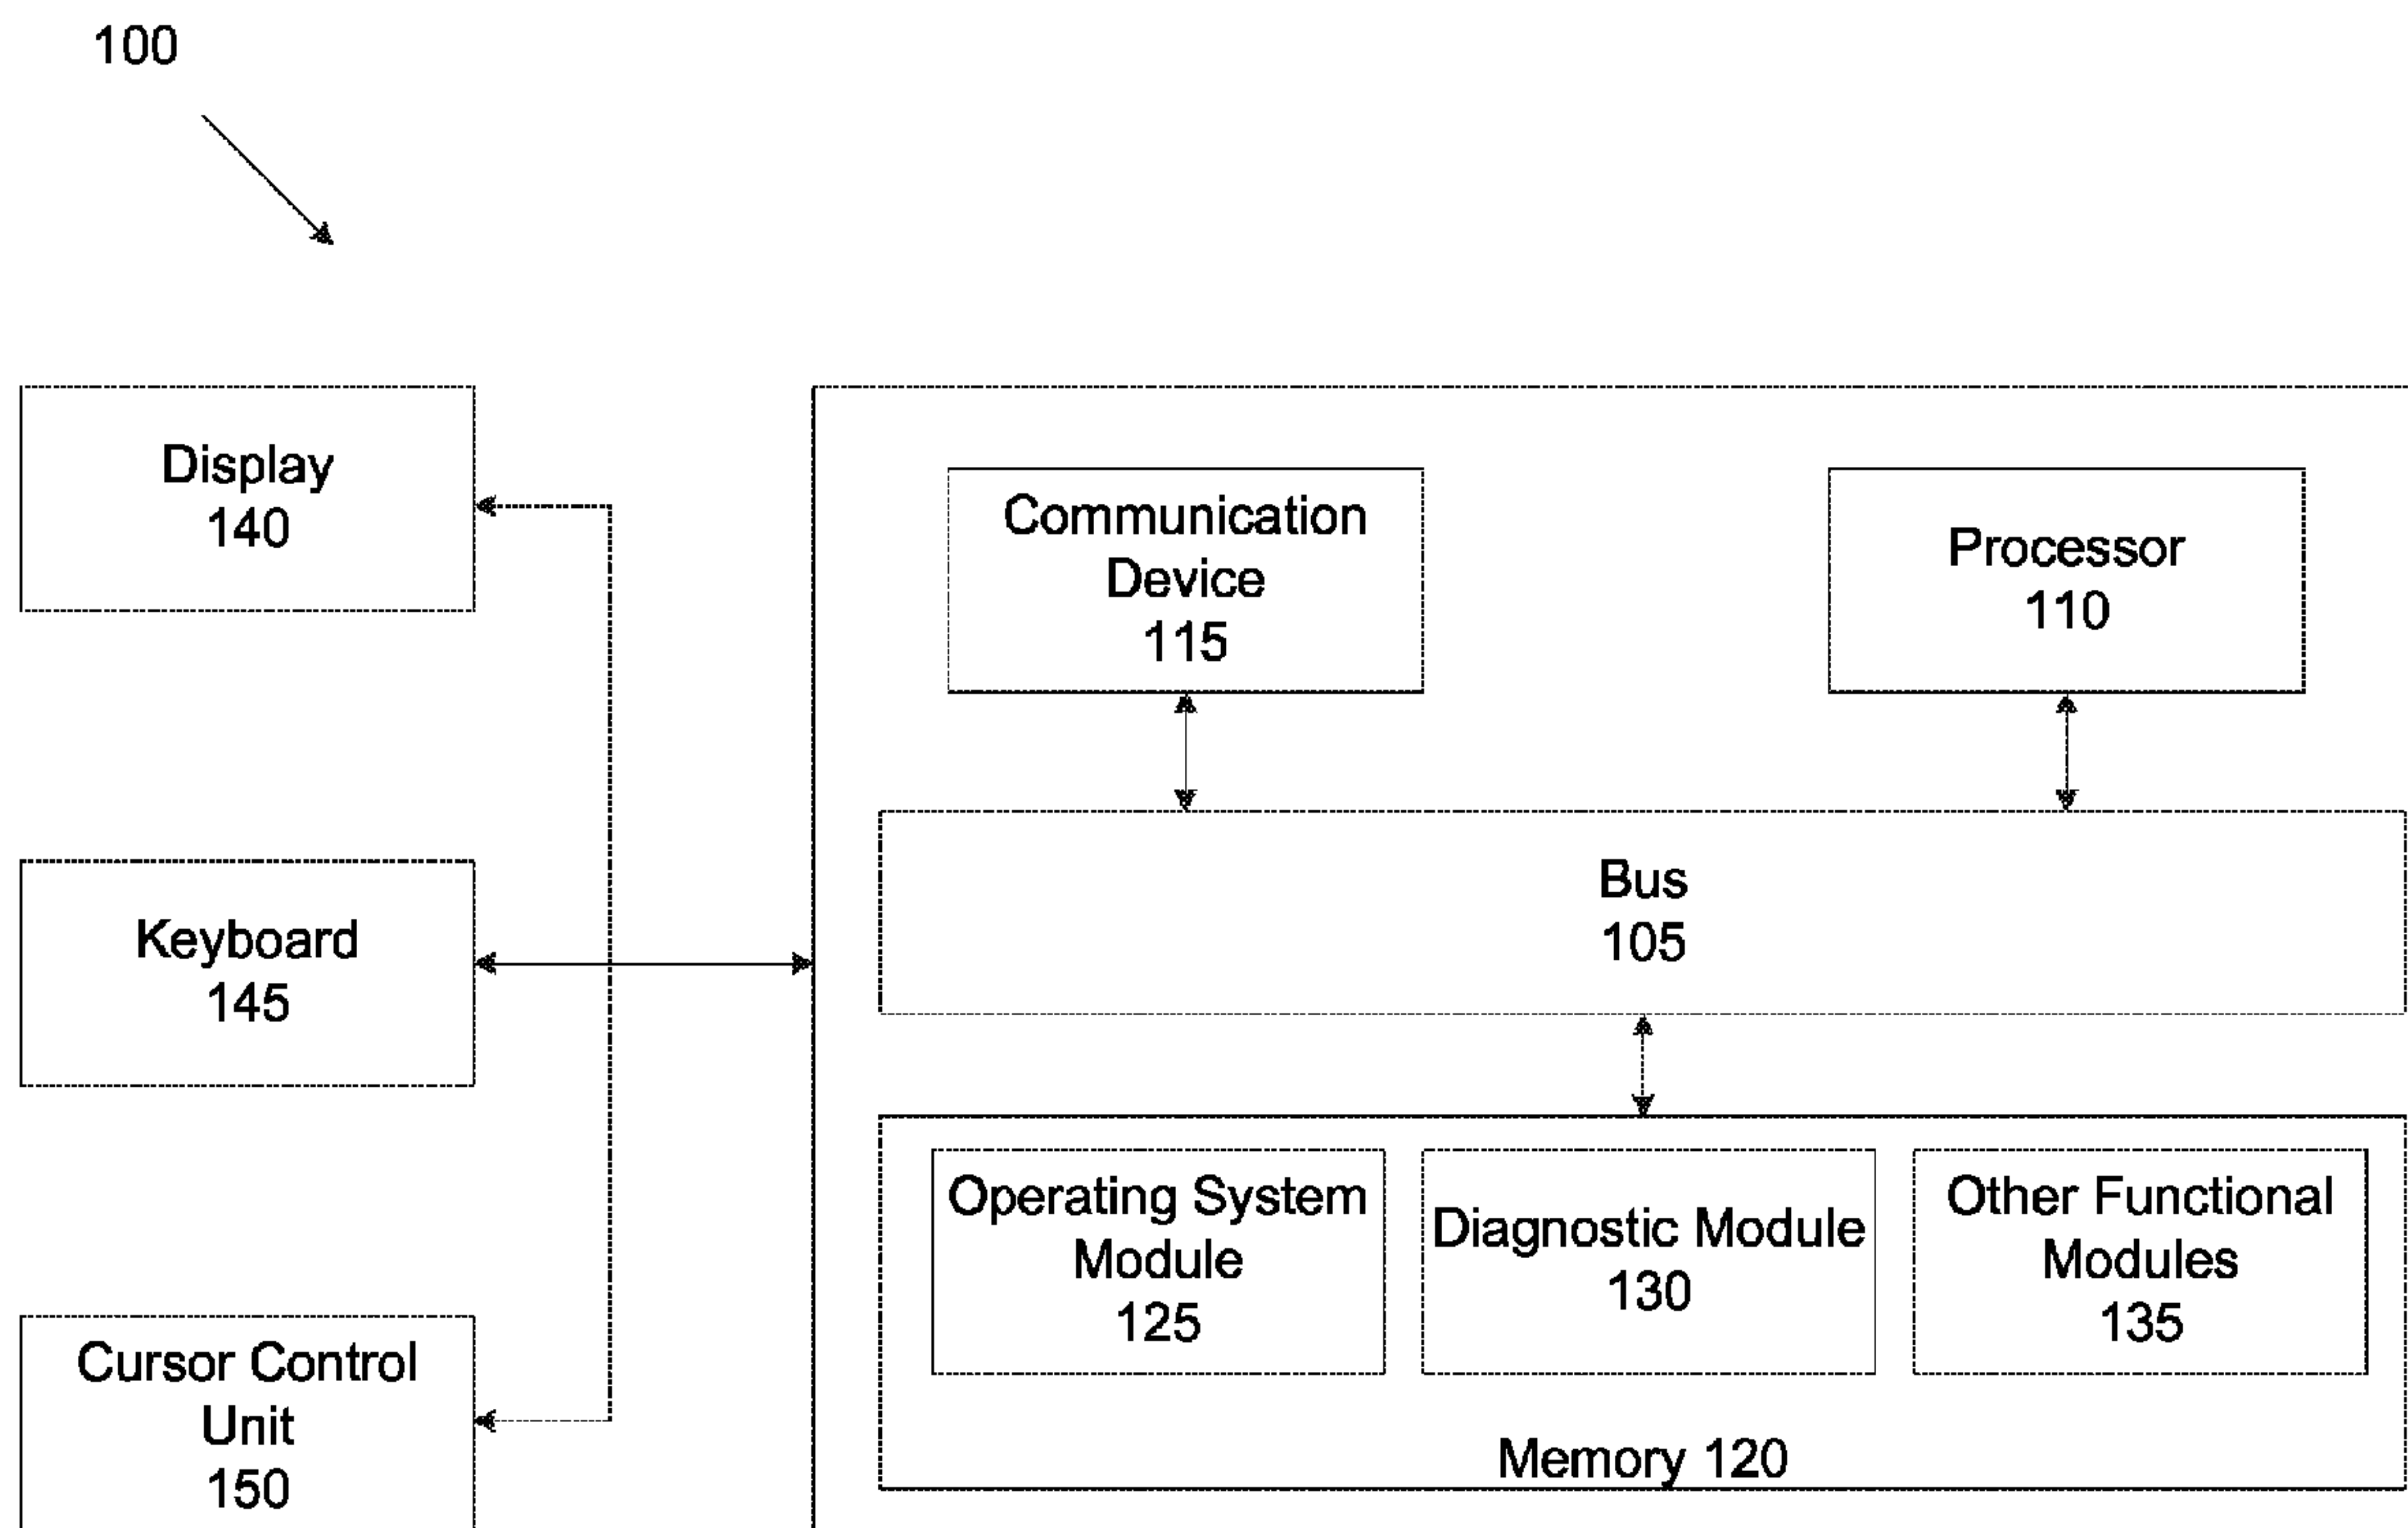 100
Display
140
Communication
Device
115
Processor
110
Bus
105
Keyboard
145
Operating System
Module
125
Diagnostic Module
130
Other Functional
Modules
135
Memory 120
Cursor Control
Unit
150